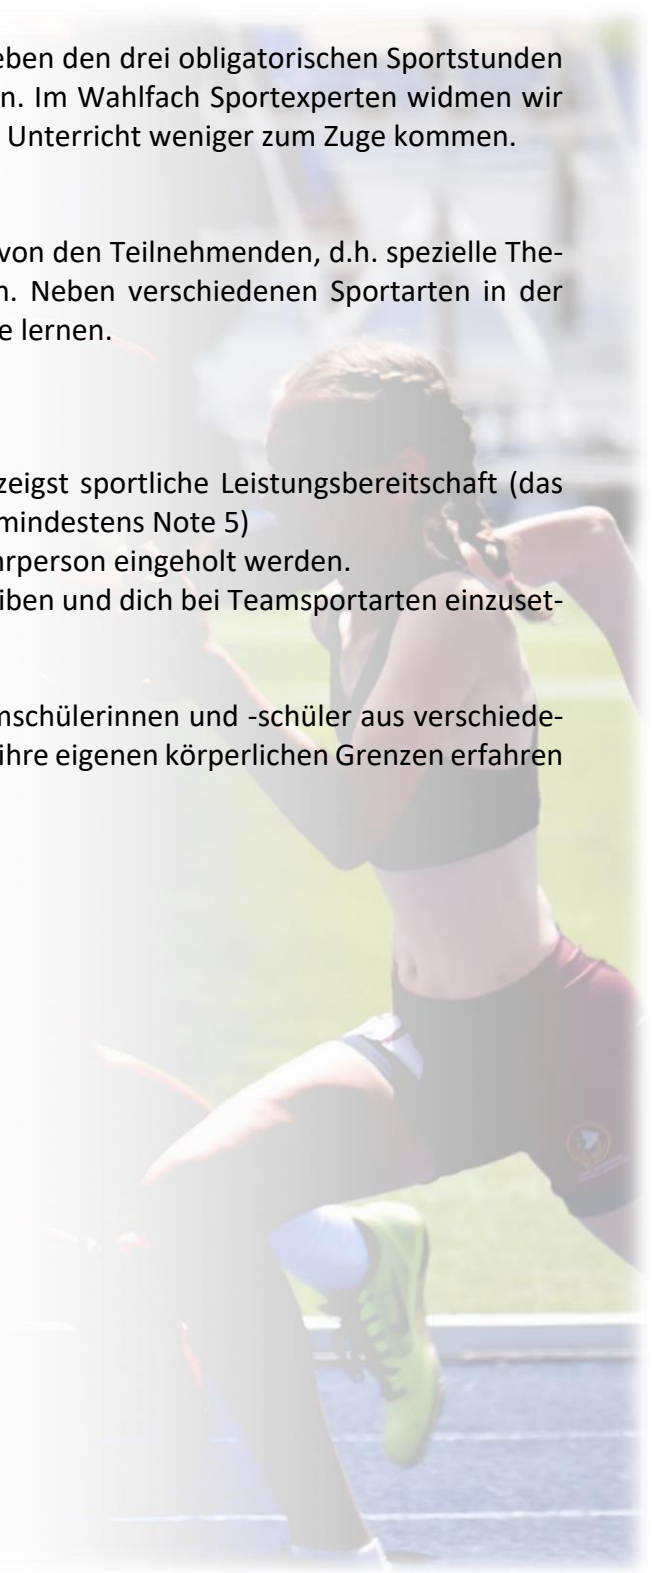 eben den drei obligatorischen Sportstunden
n. Im Wahlfach Sportexperten widmen wir
Unterricht weniger zum Zuge kommen.
von den Teilnehmenden, d.h. spezielle The-
n. Neben verschiedenen Sportarten in der
e lernen.
zeigst sportliche Leistungsbereitschaft (das
mindestens Note 5)
hrperson eingeholt werden.
iben und dich bei Teamsportarten einzuset-
nschülerinnen und -schüler aus verschiede-
ihre eigenen körperlichen Grenzen erfahren